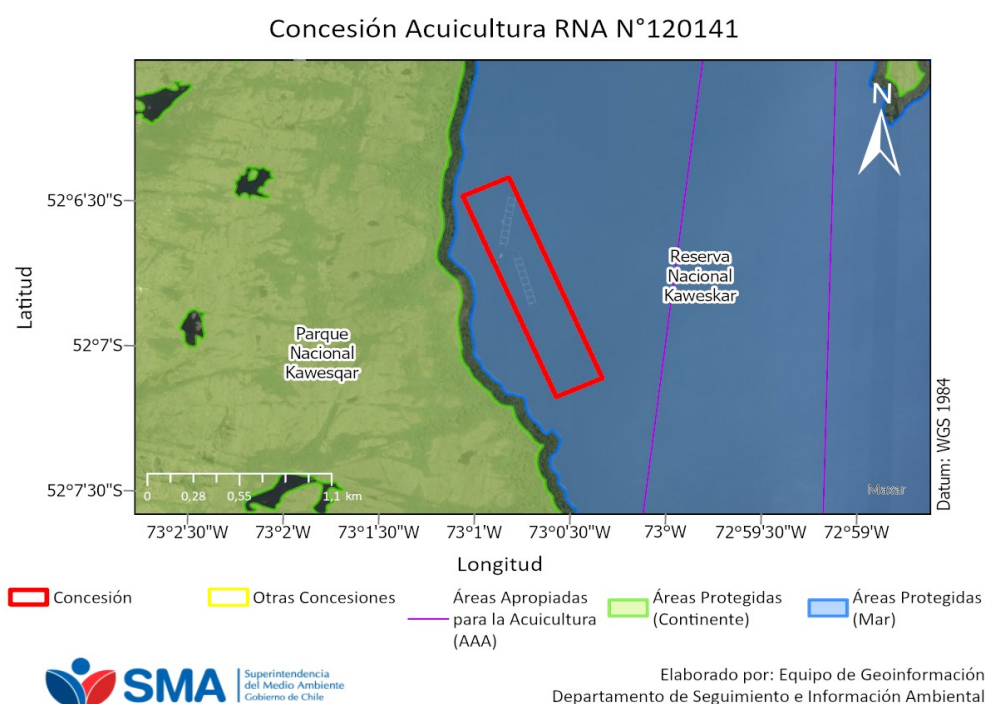 Concesión Acuicultura RNA N°120141
N
52°6'30"S
52°7'S
52°7'30"S
Latitud
Reserva
Nacional
Kaweskar
Parque
Nacional
Kawesqar
Datum: WGS 1984
Maxar
0 0,28 0,55 1,1 km
73°2'30"W 73°2'W 73°1'30"W 73°1'W 73°0'30"W 73°W 72°59'30"W 72°59'W
Longitud
Concesión
Otras Concesiones
Áreas Apropiadas
para la Acuicultura
(AAA)
Áreas Protegidas
(Continente)
Áreas Protegidas
(Mar)
SMA
Superintendencia
del Medio Ambiente
Gobierno de Chile
Elaborado por: Equipo de Geoinformación
Departamento de Seguimiento e Información Ambiental